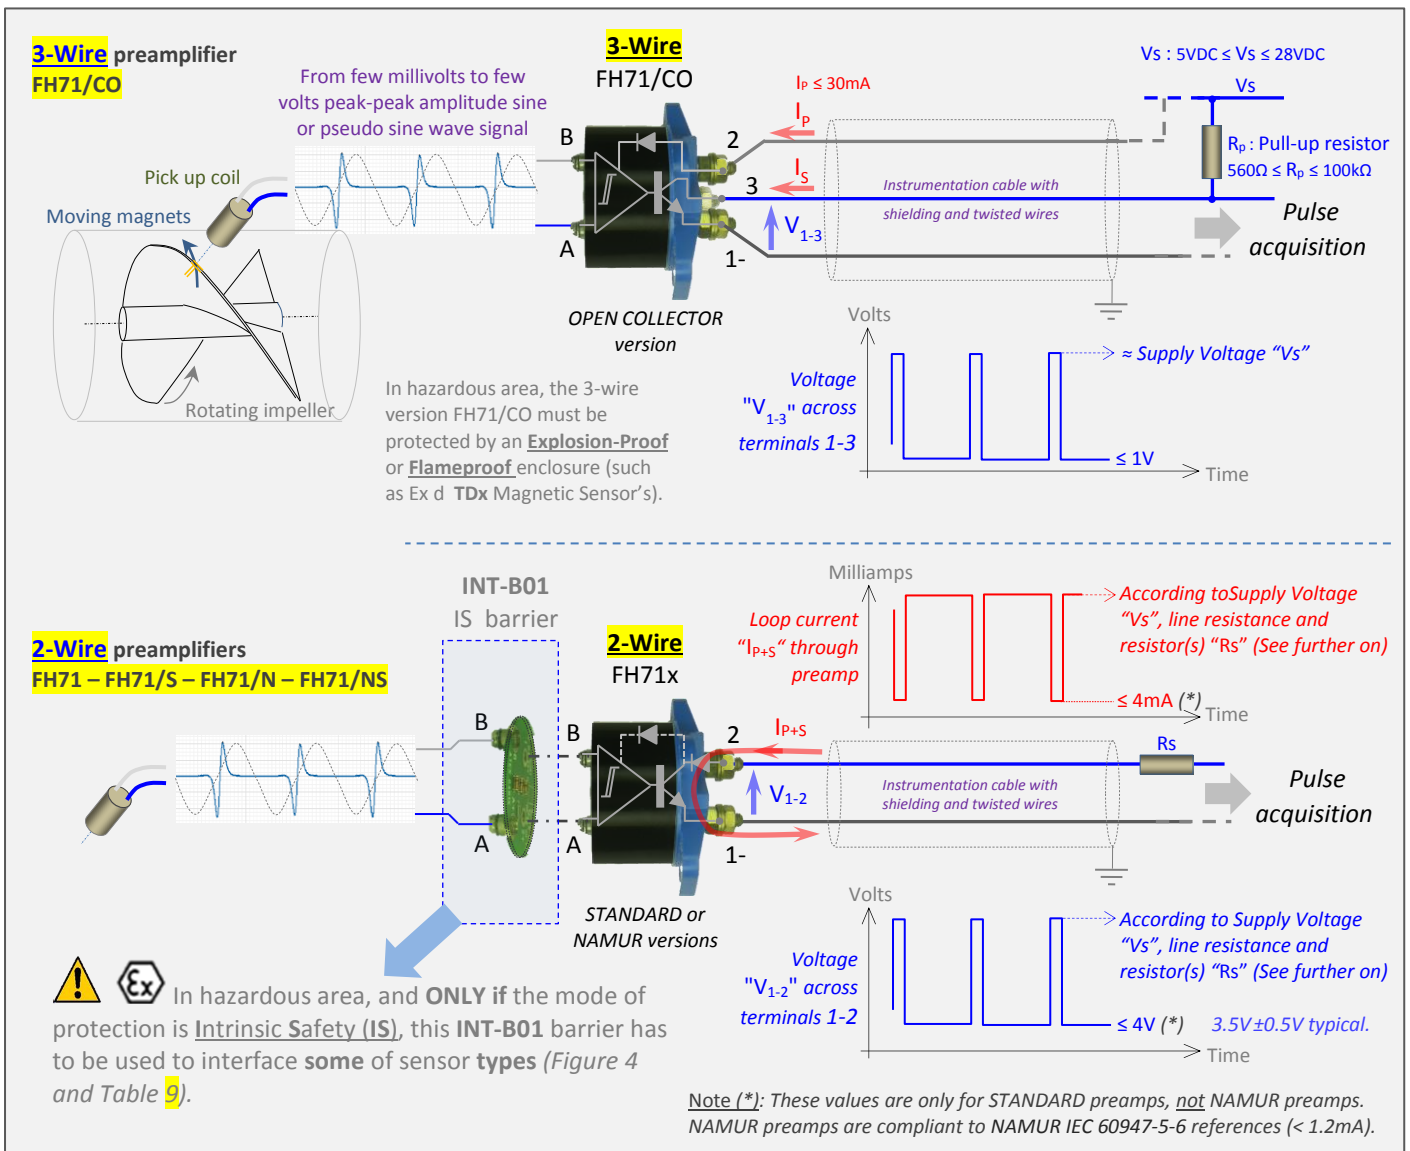 3-Wire preamplifier
FH71/CO
From few millivolts to few
volts peak-peak amplitude sine
or pseudo sine wave signal
3-Wire
FH71/CO
Vs : 5VDC ≤ Vs ≤ 28VDC
Vs
IP ≤ 30mA
IP
B
2
Rp : Pull-up resistor
560Ω ≤ Rp ≤ 100kΩ
Pick up coil
IS
3
Instrumentation cable with
shielding and twisted wires
Moving magnets
V1-3
Pulse
acquisition
A
1-
OPEN COLLECTOR
version
Rotating impeller
In hazardous area, the 3-wire
version FH71/CO must be
protected by an Explosion-Proof
or Flameproof enclosure (such
as Ex d TDx Magnetic Sensor's).
Volts
≈ Supply Voltage “Vs”
Voltage
"V1-3" across
terminals 1-3
≤ 1V
Time
INT-B01
IS barrier
2-Wire preamplifiers
FH71 – FH71/S – FH71/N – FH71/NS
2-Wire
FH71x
Milliamps
Loop current
“IP+S“ through
preamp
According toSupply Voltage
“Vs”, line resistance and
resistor(s) “Rs” (See further on)
≤ 4mA (*)
Time
B
B
2
IP+S
Rs
V1-2
Instrumentation cable with
shielding and twisted wires
Pulse
acquisition
A
A
1-
STANDARD or
NAMUR versions
Volts
According to Supply Voltage
“Vs”, line resistance and
resistor(s) “Rs” (See further on)
Voltage
"V1-2" across
terminals 1-2
≤ 4V (*) 3.5V±0.5V typical.
Time
εx In hazardous area, and ONLY if the mode of
protection is Intrinsic Safety (IS), this INT-B01 barrier has
to be used to interface some of sensor types (Figure 4
and Table 9).
Note (*): These values are only for STANDARD preamps, not NAMUR preamps.
NAMUR preamps are compliant to NAMUR IEC 60947-5-6 references (< 1.2mA).